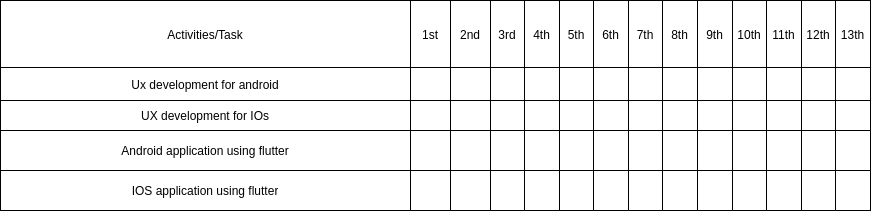 Activities/Task 1st 2nd 3rd 4th 5th 6th 7th 8th 9th 10th 11th 12th 13th
Ux development for android
UX development for IOs
Android application using flutter
IOS application using flutter